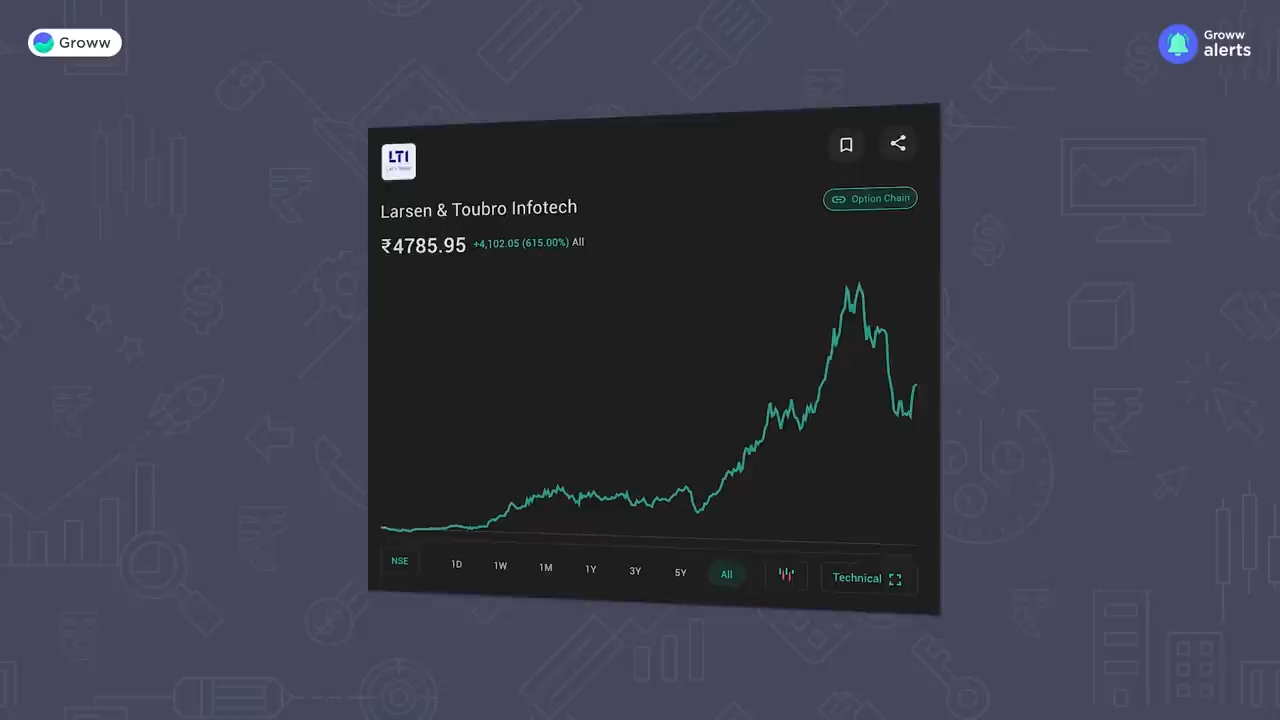 Groww
Groww
alerts
LTI
Larsen & Toubro Infotech
Option Chain
₹4785.95 +4,102.05 (615.00%) All
NSE 1D 1W 1M 1Y 3Y 5Y All Technical